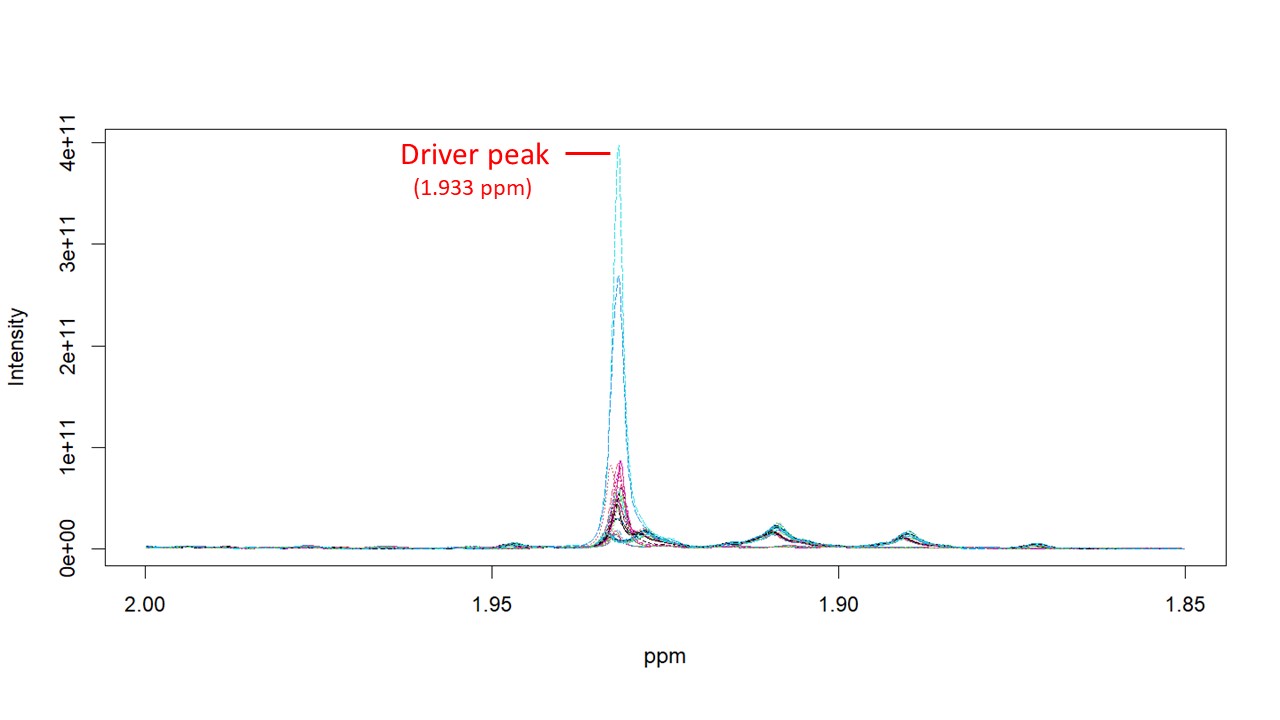 Driver peak
(1.933 ppm)
4e+11
3e+11
2e+11
1e+11
0e+00
Intensity
2.00 1.95 1.90 1.85
ppm